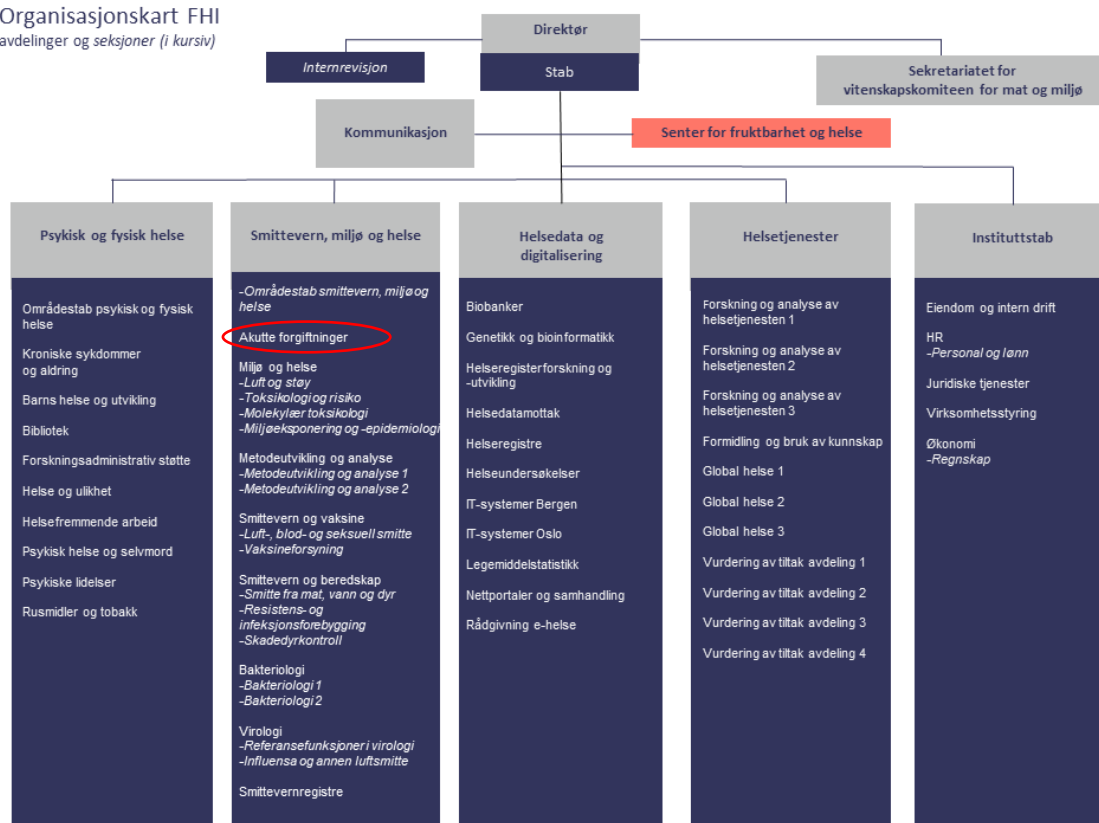 Organisasjonskart FHI
avdelinger og seksjoner (i kursiv)
Direktør
Internrevisjon
Stab
Sekretariatet for
vitenskapskomiteen for mat og miljø
Kommunikasjon
Senter for fruktbarhet og helse
Psykisk og fysisk helse
Områdestab psykisk og fysisk
helse
Kroniske sykdommer
og aldring
Barns helse og utvikling
Bibliotek
Forskningsadministrativ støtte
Helse og ulikhet
Helsefremmende arbeid
Psykisk helse og selvmord
Psykiske lidelser
Rusmidler og tobakk
Smittevern, miljø og helse
-Områdestab smittevern, miljø og
helse
Akutte forgiftninger
Miljø og helse
-Luft og støy
-Toksikologi og risiko
-Molekylær toksikologi
-Miljøeksponering og -epidemiologi
Metodeutvikling og analyse
-Metodeutvikling og analyse 1
-Metodeutvikling og analyse 2
Smittevern og vaksine
-Luft-, blod- og seksuell smitte
-Vaksineforsyning
Smittevern og beredskap
-Smitte fra mat, vann og dyr
-Resistens- og
infeksjonsforebygging
-Skadedyrkontroll
Bakteriologi
-Bakteriologi 1
-Bakteriologi 2
Virologi
-Referansefunksjoner i virologi
-Influensa og annen luftsmitte
Smittevernregistre
Helsedata og
digitalisering
Biobanker
Genetikk og bioinformatikk
Helseregisterforskning og
-utvikling
Helsedatamottak
Helseregistre
Helseundersøkelser
IT-systemer Bergen
IT-systemer Oslo
Legemiddelstatistikk
Nettportaler og samhandling
Rådgivning e-helse
Helsetjenester
Forskning og analyse av
helsetjenesten 1
Forskning og analyse av
helsetjenesten 2
Forskning og analyse av
helsetjenesten 3
Formidling og bruk av kunnskap
Global helse 1
Global helse 2
Global helse 3
Vurdering av tiltak avdeling 1
Vurdering av tiltak avdeling 2
Vurdering av tiltak avdeling 3
Vurdering av tiltak avdeling 4
Instituttstab
Eiendom og intern drift
HR
-Personal og lønn
Juridiske tjenester
Virksomhetsstyring
Økonomi
-Regnskap